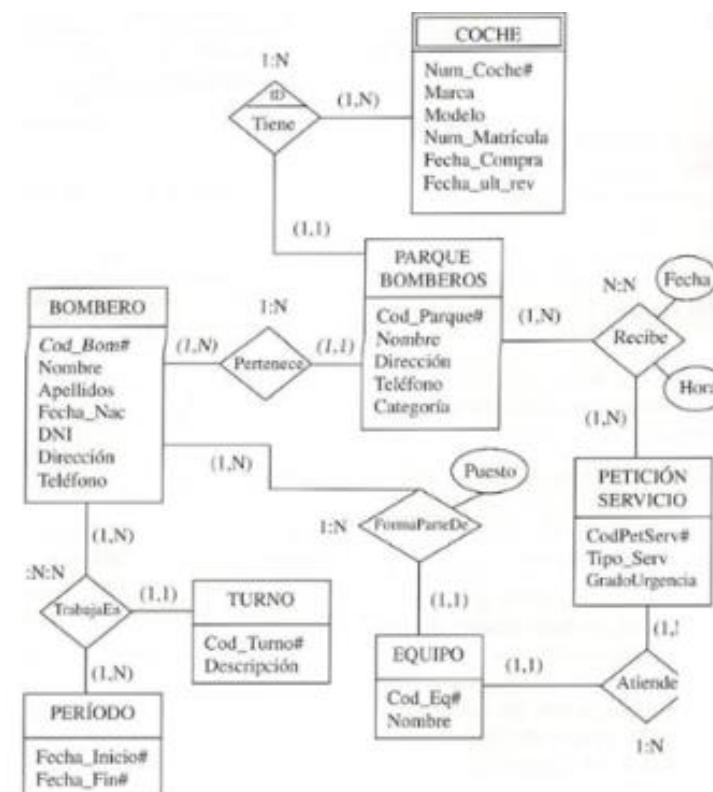 COCHE
Num_Coche#
Marca
Modelo
Num_Matrícula
Fecha_Compra
Fecha_ult_rev
1:N
ID
Tiene
(1,N)
(1,1)
PARQUE
BOMBEROS
Cod_Parque#
Nombre
Dirección
Teléfono
Categoría
BOMBERO
Cod_Bom#
Nombre
Apellidos
Fecha_Nac
DNI
Dirección
Teléfono
1:N
(1,N)
Pertenece
(1,1)
(1,N)
N:N
Fecha
Recibe
Hora
(1,N)
PETICIÓN
SERVICIO
CodPetServ#
Tipo_Serv
GradoUrgencia
(1,N)
Puesto
1:N
FormaParteDe
(1,1)
(1,N)
:N:N
TrabajaEn
(1,1)
TURNO
Cod_Turno#
Descripción
(1,N)
PERÍODO
Fecha_Inicio#
Fecha_Fin#
EQUIPO
Cod_Eq#
Nombre
(1,1)
(1,
Atiende
1:N